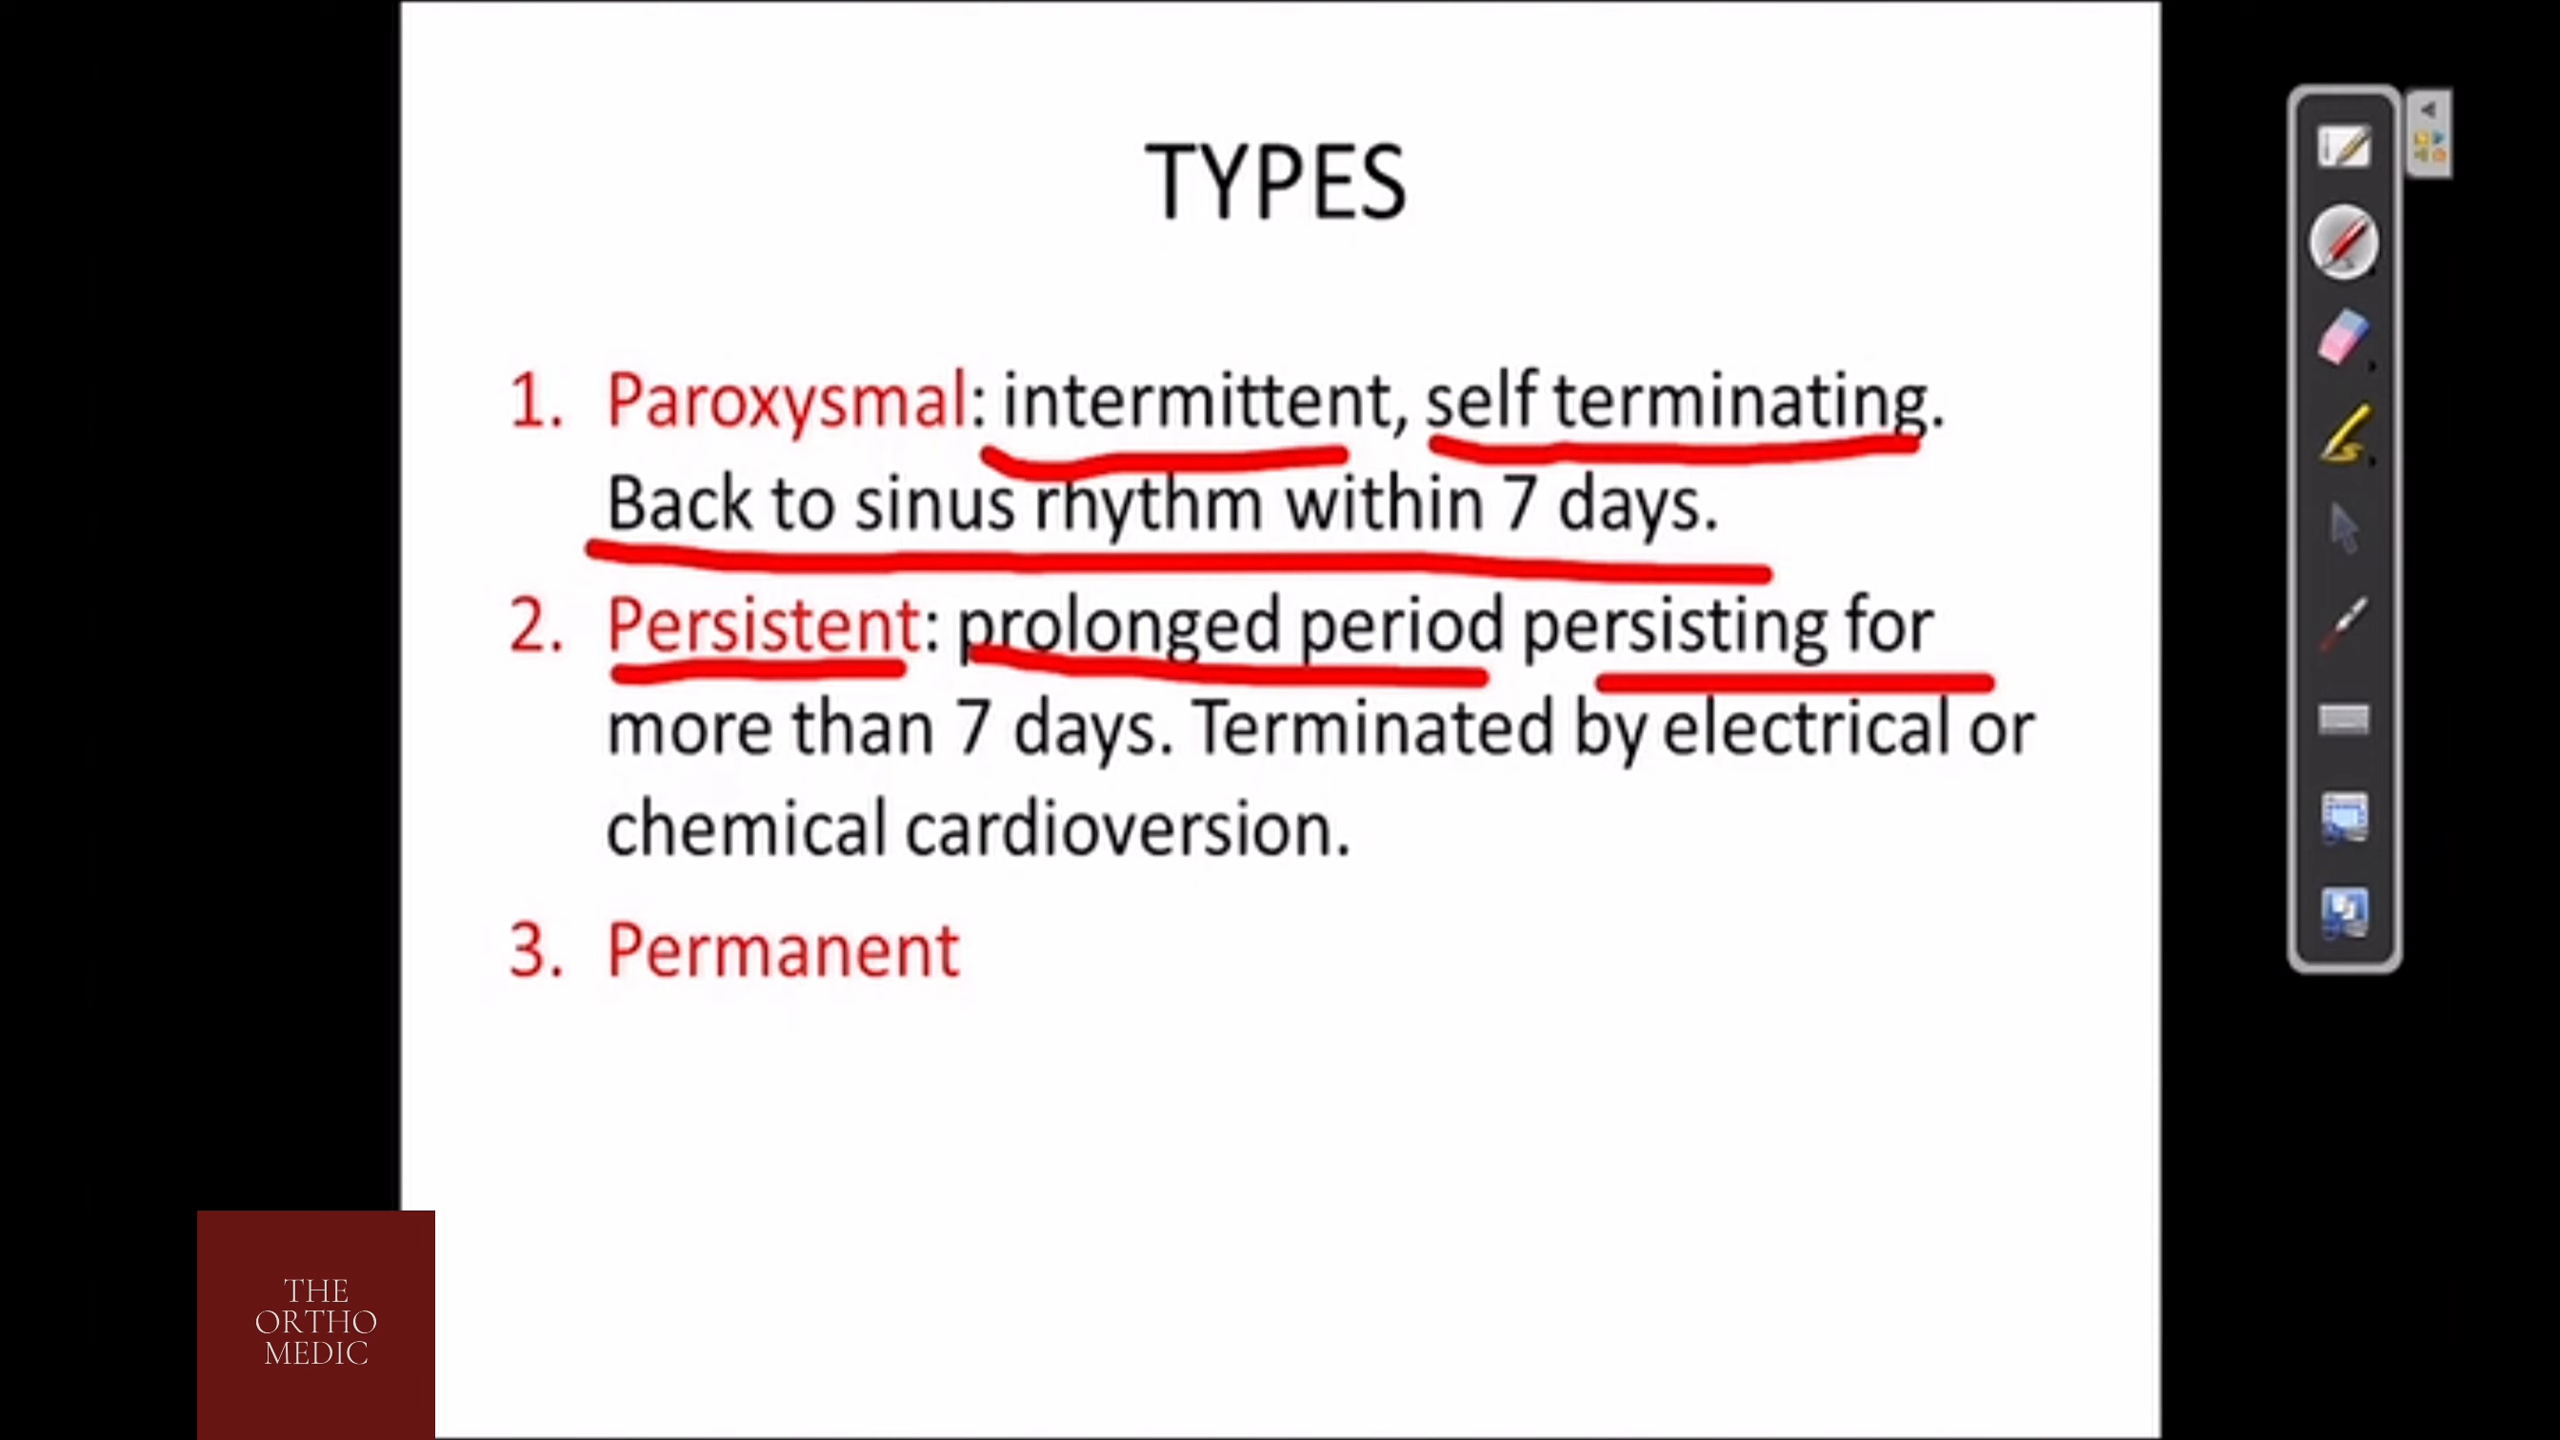 TYPES
1. Paroxysmal: intermittent, self terminating.
Back to sinus rhythm within 7 days.
2. Persistent: prolonged period persisting for
more than 7 days. Terminated by electrical or
chemical cardioversion.
3. Permanent
THE
ORTHO
MEDIC